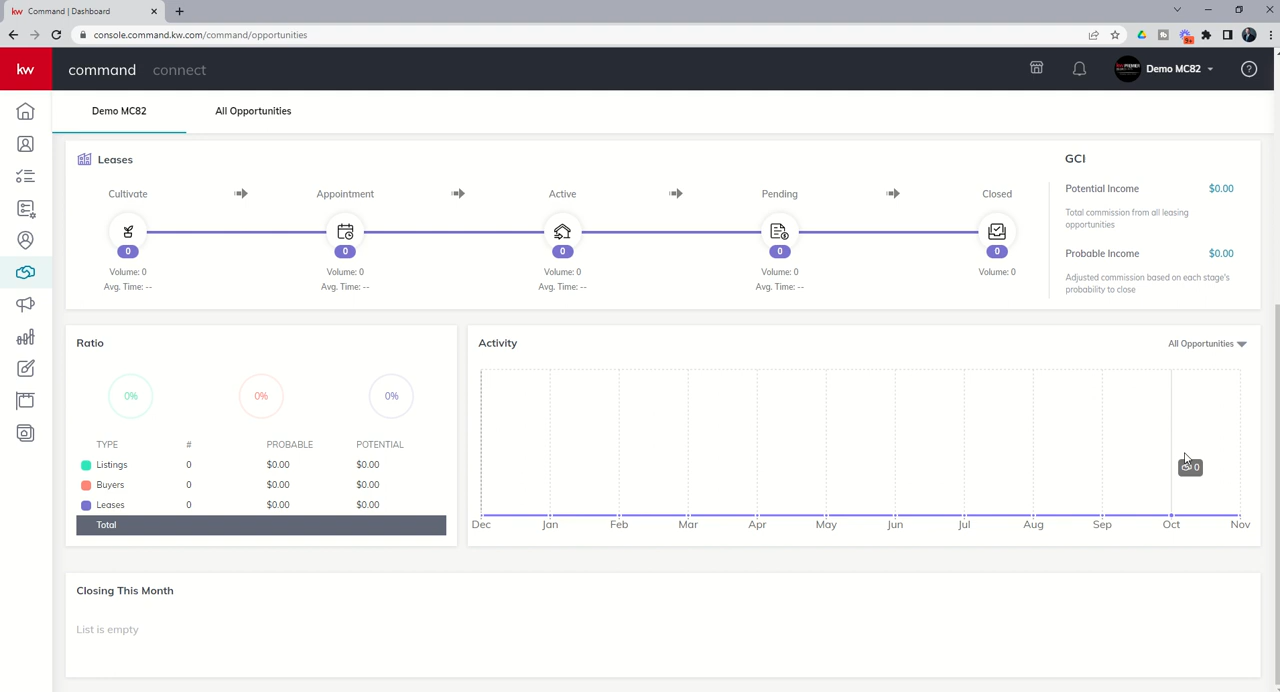 kw Command | Dashboard
console.command.kw.com/command/opportunities
9+
kw command connect Demo MC82
Demo MC82 All Opportunities
Leases
Cultivate Appointment Active Pending Closed
0 0 0 0 0
Volume: 0 Volume: 0 Volume: 0 Volume: 0 Volume: 0
Avg. Time: -- Avg. Time: -- Avg. Time: -- Avg. Time: --
GCI
Potential Income $0.00
Total commission from all leasing
opportunities
Probable Income $0.00
Adjusted commission based on each stage's
probability to close
Ratio
0% 0% 0%
TYPE # PROBABLE POTENTIAL
Listings 0 $0.00 $0.00
Buyers 0 $0.00 $0.00
Leases 0 $0.00 $0.00
Total
Activity All Opportunities
0
Dec Jan Feb Mar Apr May Jun Jul Aug Sep Oct Nov
Closing This Month
List is empty